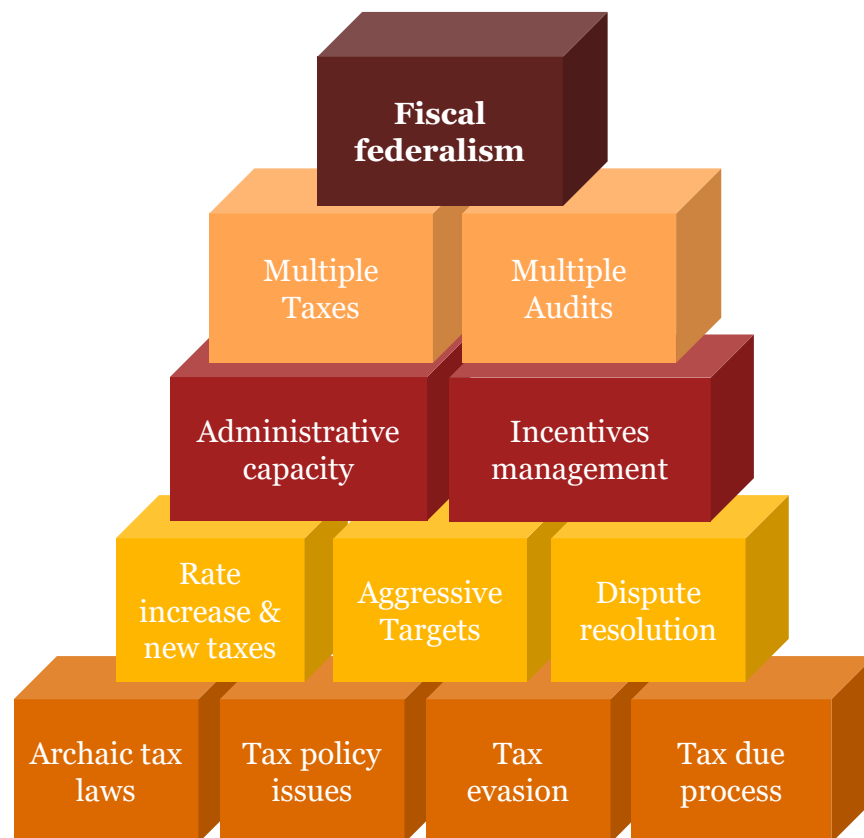 Fiscal
federalism
Multiple
Taxes
Multiple
Audits
Administrative
capacity
Incentives
management
Rate
increase &
new taxes
Aggressive
Targets
Dispute
resolution
Archaic tax
laws
Tax policy
issues
Tax
evasion
Tax due
process